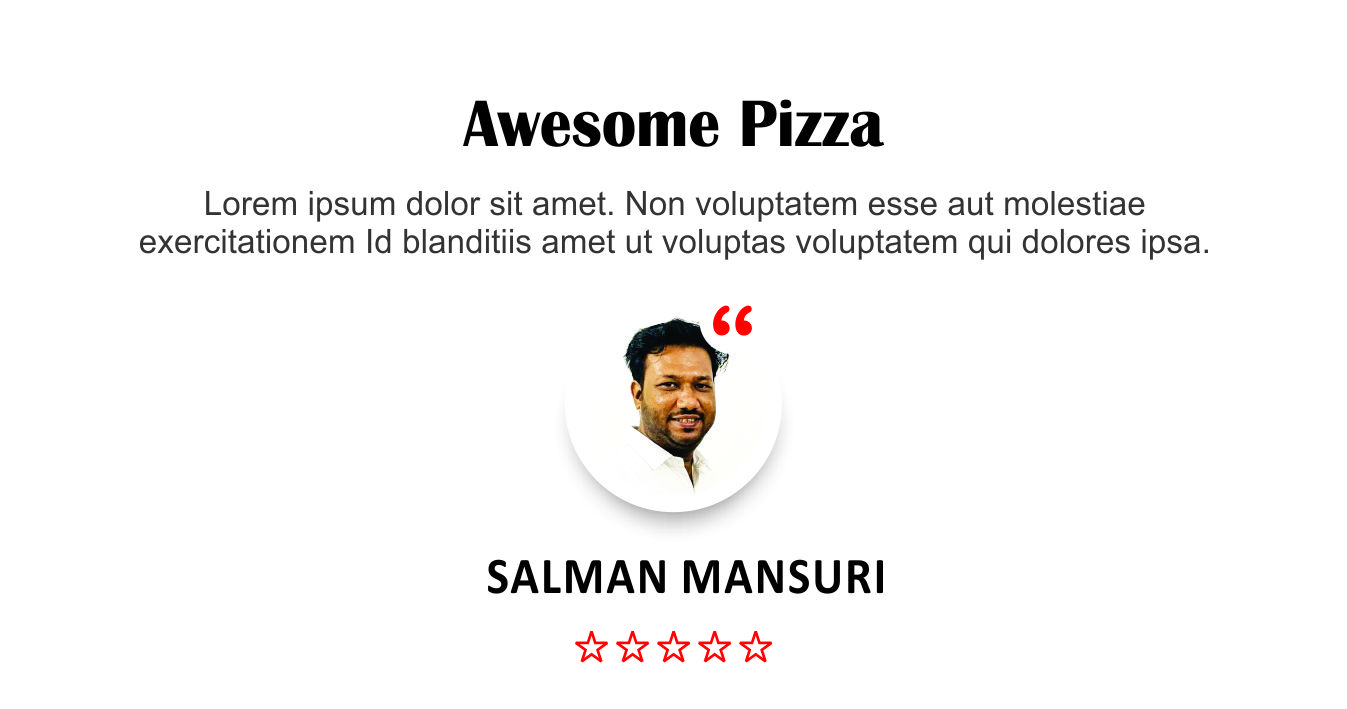 Awesome Pizza
Lorem ipsum dolor sit amet. Non voluptatem esse aut molestiae
exercitationem Id blanditiis amet ut voluptas voluptatem qui dolores ipsa.
“
SALMAN MANSURI